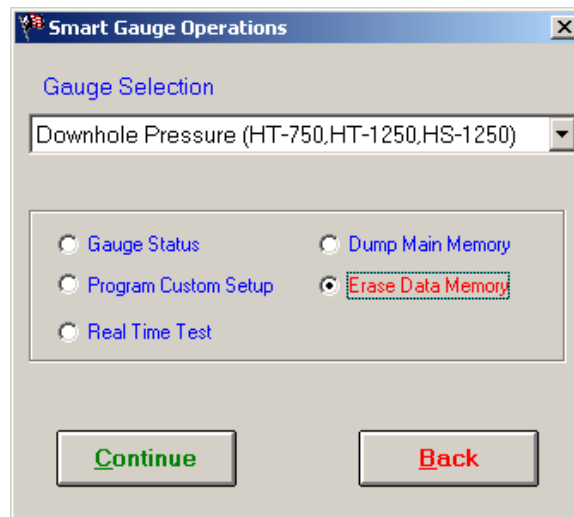 Smart Gauge Operations
Gauge Selection
Downhole Pressure (HT-750,HT-1250,HS-1250)
Gauge Status
Dump Main Memory
Program Custom Setup
Erase Data Memory
Real Time Test
Continue
Back